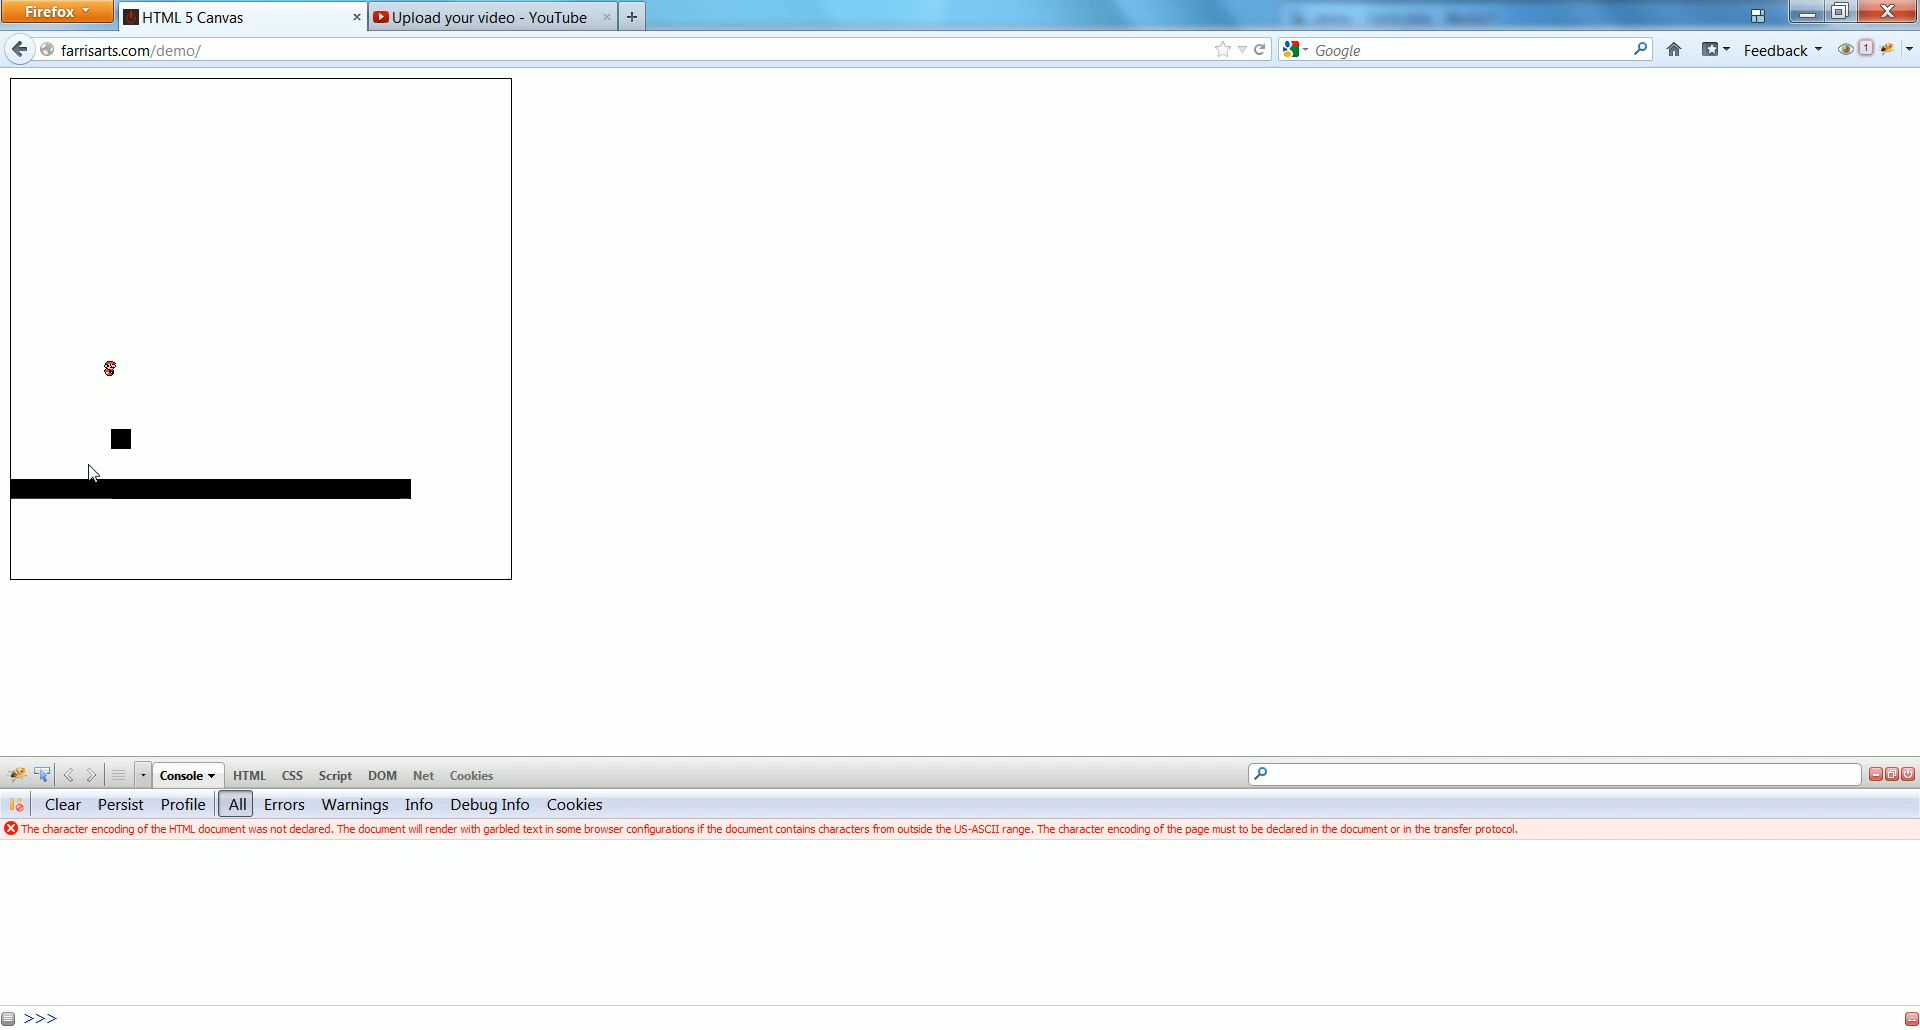 Firefox
HTML 5 Canvas
Upload your video - YouTube
farrisarts.com/demo/
Google
Feedback
1
Console HTML CSS Script DOM Net Cookies
Clear Persist Profile All Errors Warnings Info Debug Info Cookies
The character encoding of the HTML document was not declared. The document will render with garbled text in some browser configurations if the document contains characters from outside the US-ASCII range. The character encoding of the page must to be declared in the document or in the transfer protocol.
>>>